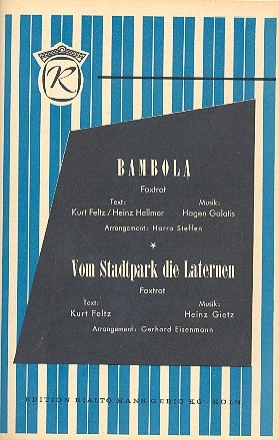 R
BAMBOLA
Foxtrot
Text: Musik:
Kurt Feltz/Heinz Hellmer Hagen Galatis
Arrangement: Harro Steffen
*
Vom Stadtpark die Laternen
Foxtrot
Text: Musik:
Kurt Feltz Heinz Gietz
Arrangement: Gerhard Eisenmann
EDITION RIALTO HANS GERIG KG · KÖLN